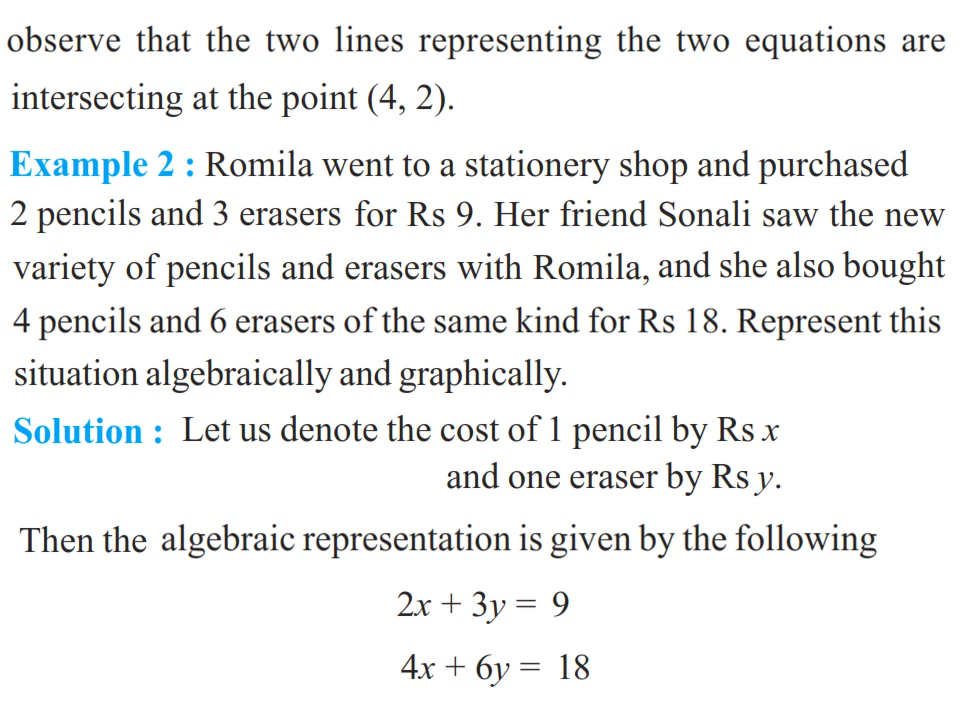 observe that the two lines representing the two equations are
intersecting at the point (4, 2).
Example 2 : Romila went to a stationery shop and purchased
2 pencils and 3 erasers for Rs 9. Her friend Sonali saw the new
variety of pencils and erasers with Romila, and she also bought
4 pencils and 6 erasers of the same kind for Rs 18. Represent this
situation algebraically and graphically.
Solution : Let us denote the cost of 1 pencil by Rs x
and one eraser by Rs y.
Then the algebraic representation is given by the following
2x + 3y = 9
4x + 6y = 18